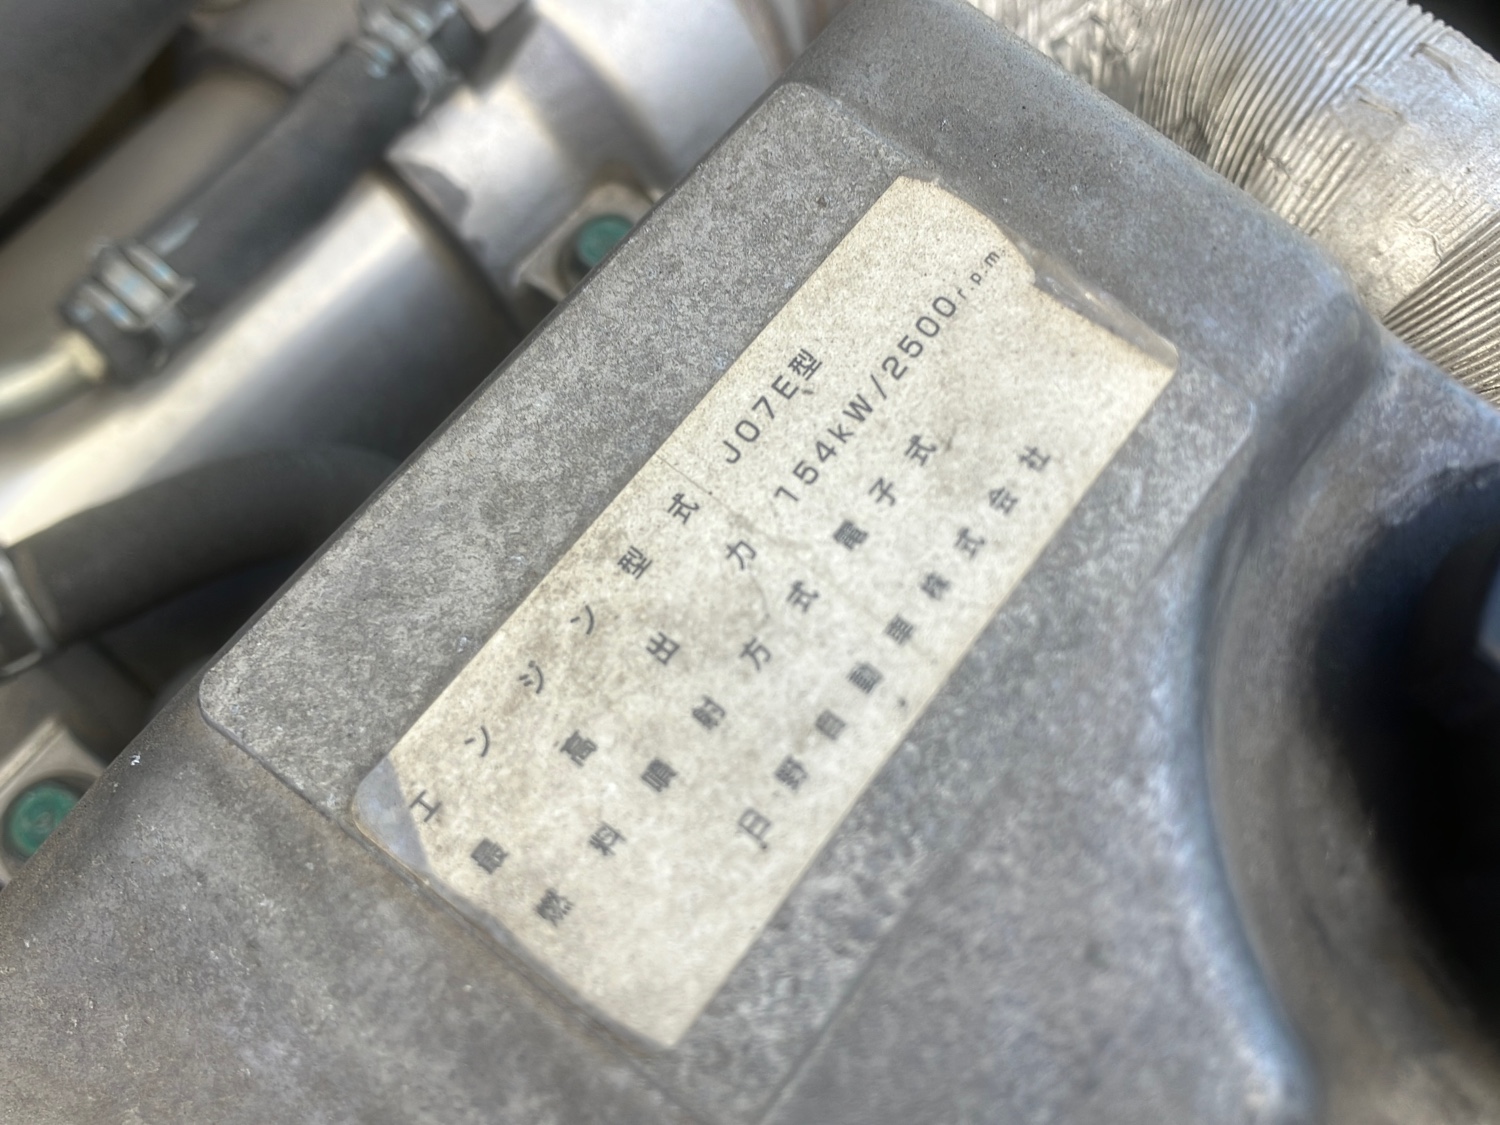 エンジン型式 J07E型
最高出力 154kW/2500r.p.m.
燃料噴射方式 電子式
日野自動車株式会社